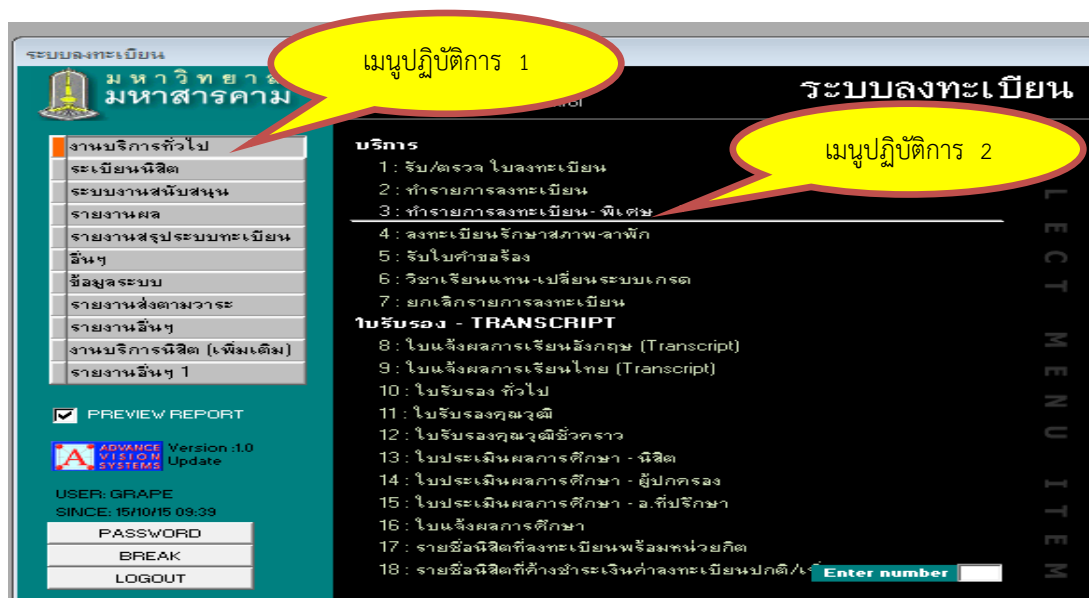 ระบบลงทะเบียน
มหาวิทยาลั
มหาสารคาม
เมนูปฏิบัติการ 1
ระบบลงทะเบียน
งานบริการทั่วไป
ระเบียนนิสิต
ระบบงานสนับสนุน
รายงานผล
รายงานสรุประบบทะเบียน
อื่นๆ
ข้อมูลระบบ
รายงานส่งตามวาระ
รายงานอื่นๆ
งานบริการนิสิต (เพิ่มเติม)
รายงานอื่นๆ 1
PREVIEW REPORT
ADVANCE
VISION
SYSTEMS
Version :1.0
Update
USER: GRAPE
SINCE: 15/10/15 09:39
PASSWORD
BREAK
LOGOUT
เมนูปฏิบัติการ 2
บริการ
1 : รับ/ตรวจ ใบลงทะเบียน
2 : ทำรายการลงทะเบียน
3 : ทำรายการลงทะเบียน- พิเศษ
4 : ลงทะเบียนรักษาสภาพ-ลาพัก
5 : รับใบคำขอร้อง
6 : วิชาเรียนแทน-เปลี่ยนระบบเกรด
7 : ยกเลิกรายการลงทะเบียน
ใบรับรอง - TRANSCRIPT
8 : ใบแจ้งผลการเรียนอังกฤษ (Transcript)
9 : ใบแจ้งผลการเรียนไทย (Transcript)
10 : ใบรับรอง ทั่วไป
11 : ใบรับรองคุณวุฒิ
12 : ใบรับรองคุณวุฒิชั่วคราว
13 : ใบประเมินผลการศึกษา - นิสิต
14 : ใบประเมินผลการศึกษา - ผู้ปกครอง
15 : ใบประเมินผลการศึกษา - อ.ที่ปรึกษา
16 : ใบแจ้งผลการศึกษา
17 : รายชื่อนิสิตที่ลงทะเบียนพร้อมหน่วยกิต
18 : รายชื่อนิสิตที่ค้างชำระเงินค่าลงทะเบียนปกติ/
Enter number
LECT MENU ITEM